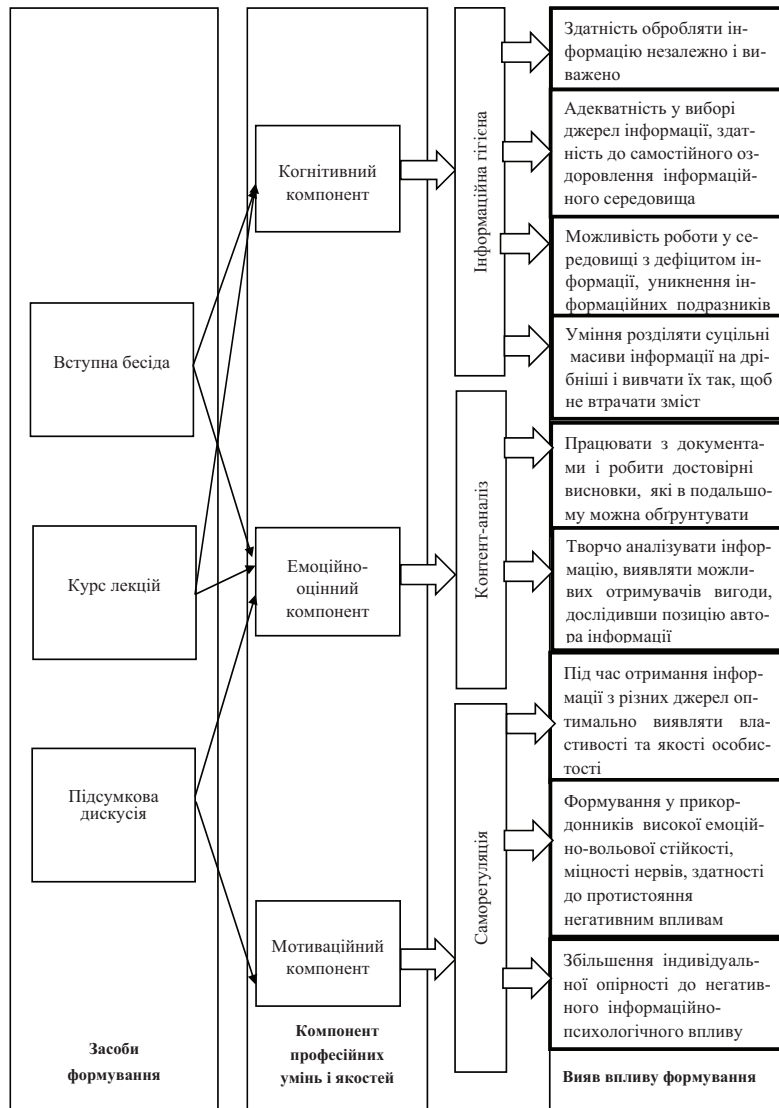 Вступна бесіда
Курс лекцій
Підсумкова
дискусія
Засоби
формування
Когнітивний
компонент
Емоційно-
оцінний
компонент
Мотиваційний
компонент
Компонент
професійних
умінь і якостей
Інформаційна гігієна
Контент-аналіз
Саморегуляція
Здатність обробляти ін-
формацію незалежно і ви-
важено
Адекватність у виборі
джерел інформації, здат-
ність до самостійного оз-
доровлення інформацій-
ного середовища
Можливість роботи у се-
редовищі з дефіцитом ін-
формації, уникнення ін-
формаційних подразників
Уміння розділяти суцільні
масиви інформації на дрі-
бніші і вивчати їх так, щоб
не втрачати зміст
Працювати з документа-
ми і робити достовірні
висновки, які в подальшо-
му можна обґрунтувати
Творчо аналізувати інфор-
мацію, виявляти можли-
вих отримувачів вигоди,
дослідивши позицію авто-
ра інформації
Під час отримання інфор-
мації з різних джерел оп-
тимально виявляти вла-
стивості та якості особис-
тості
Формування у прикор-
донників високої емоцій-
но-вольової стійкості,
міцності нервів, здатності
до протистояння
негативним впливам
Збільшення індивідуаль-
ної опірності до негатив-
ного інформаційно-
психологічного впливу
Вияв впливу формування